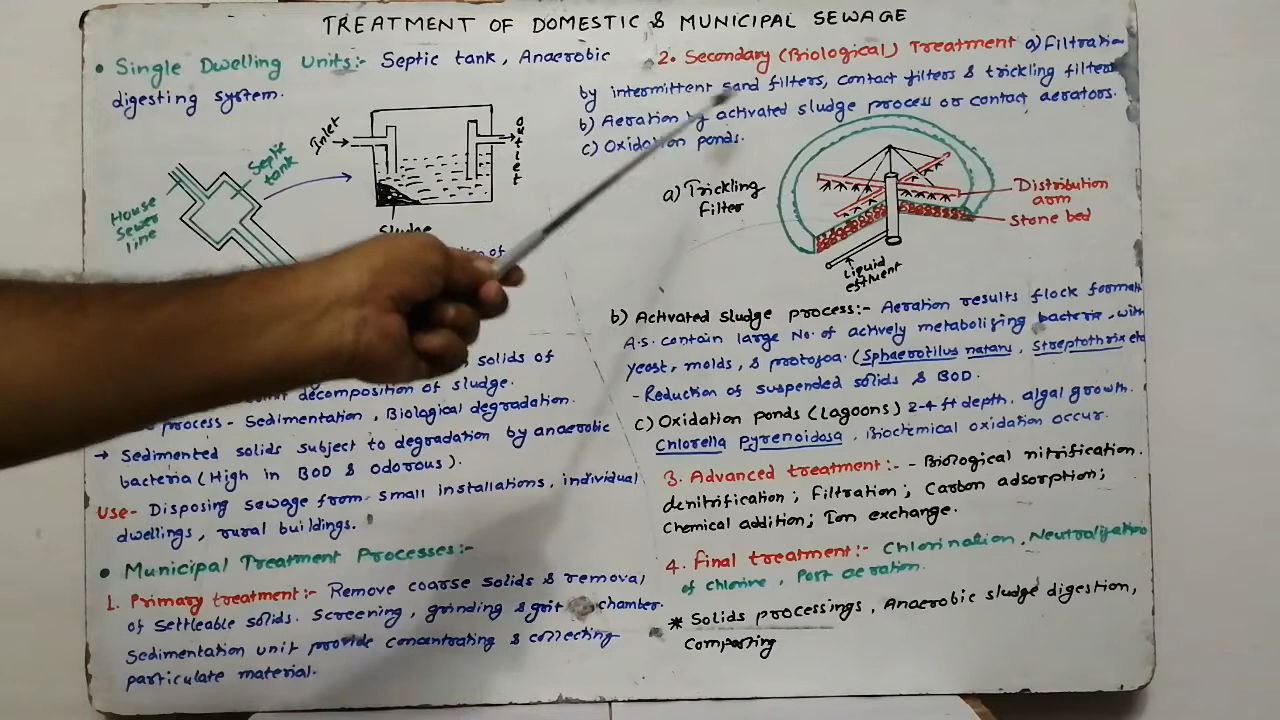 TREATMENT OF DOMESTIC & MUNICIPAL SEWAGE
• Single Dwelling Units:- Septic tank, Anaerobic
digesting system.
Inlet
outlet
Septic tank
House
Sewer
line
Sludge
of
solids of
decomposition of sludge.
process - Sedimentation, Biological degradation.
→ Sedimented solids subject to degradation by anaerobic
bacteria (High in BOD & odorous).
Use- Disposing sewage from small installations, individual
dwellings, rural buildings.
• Municipal Treatment Processes:-
1. Primary treatment:- Remove coarse solids & removal
of settleable solids. Screening, grinding & grit chamber.
Sedimentation unit provide concentrating & collecting
particulate material.
2. Secondary (Biological) Treatment a) Filtration
by intermittent sand filters, contact filters & trickling filters
b) Aeration by activated sludge process or contact aerators.
c) Oxidation ponds.
a) Trickling
Filter
Distribution
arm
Stone bed
Liquid
effluent
b) Activated sludge process:- Aeration results flock formati
A.S. contain large No. of actively metabolizing bacteria, with
yeast, molds, & protozoa. (Sphaerotilus natans, Streptothrix etc
- Reduction of suspended solids & BOD.
c) Oxidation ponds (Lagoons) 2-4 ft depth, algal growth.
Chlorella pyrenoidosa, Biochemical oxidation occur.
3. Advanced treatment:- - Biological nitrification.
denitrification; Filtration; Carbon adsorption;
Chemical addition; Ion exchange.
4. Final treatment:- Chlorination, Neutralization
of chlorine, Post aeration.
* Solids processings, Anaerobic sludge digestion,
Composting